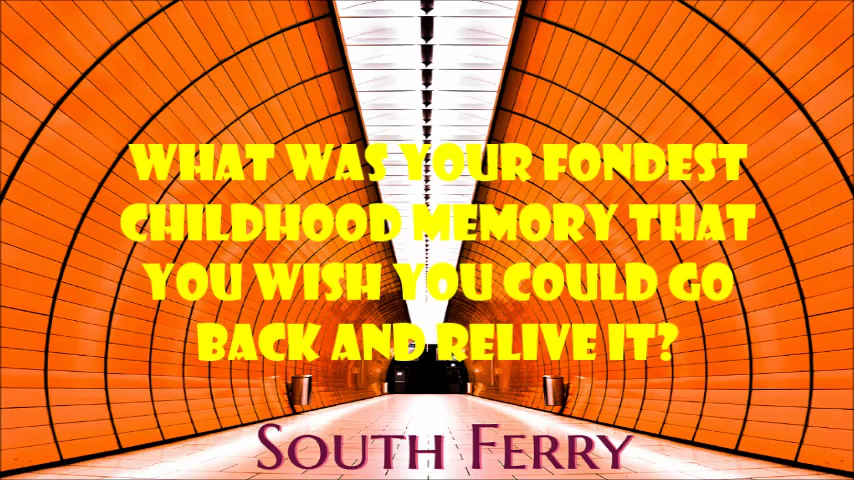 WHAT WAS YOUR FONDEST
CHILDHOOD MEMORY THAT
YOU WISH YOU COULD GO
BACK AND RELIVE IT?
SOUTH FERRY